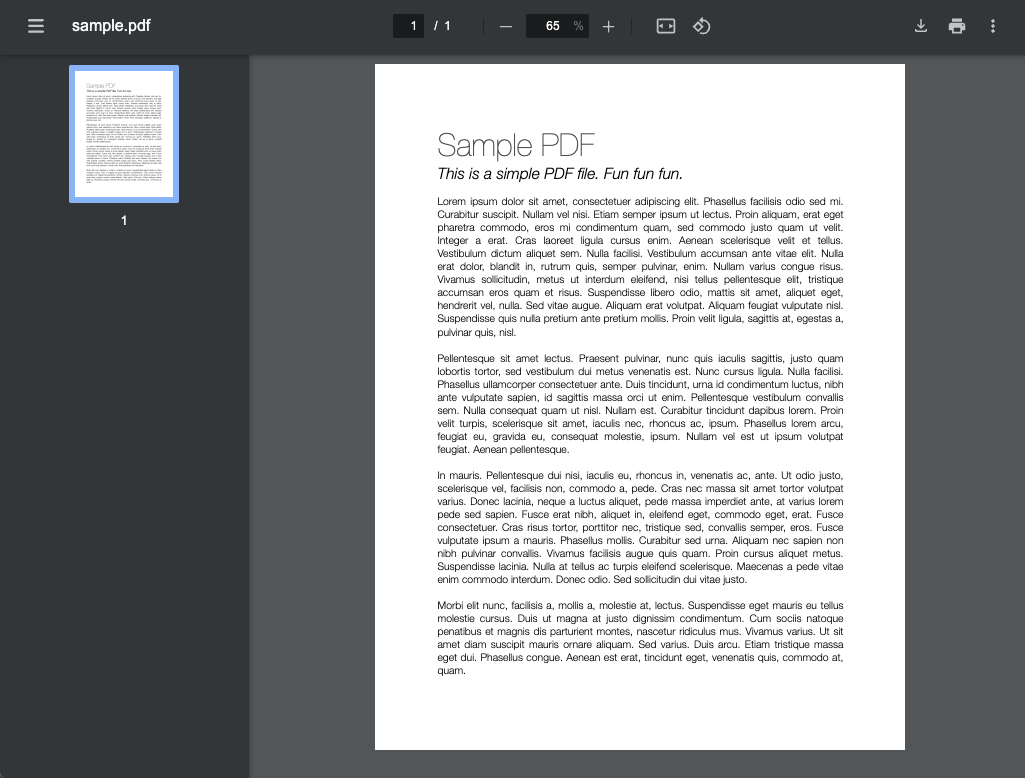 sample.pdf
1 / 1
65 %
Sample PDF
This is a simple PDF file. Fun fun fun.
1
Sample PDF
This is a simple PDF file. Fun fun fun.
Lorem ipsum dolor sit amet, consectetuer adipiscing elit. Phasellus facilisis odio sed mi.
Curabitur suscipit. Nullam vel nisi. Etiam semper ipsum ut lectus. Proin aliquam, erat eget
pharetra commodo, eros mi condimentum quam, sed commodo justo quam ut velit.
Integer a erat. Cras laoreet ligula cursus enim. Aenean scelerisque velit et tellus.
Vestibulum dictum aliquet sem. Nulla facilisi. Vestibulum accumsan ante vitae elit. Nulla
erat dolor, blandit in, rutrum quis, semper pulvinar, enim. Nullam varius congue risus.
Vivamus sollicitudin, metus ut interdum eleifend, nisi tellus pellentesque elit, tristique
accumsan eros quam et risus. Suspendisse libero odio, mattis sit amet, aliquet eget,
hendrerit vel, nulla. Sed vitae augue. Aliquam erat volutpat. Aliquam feugiat vulputate nisl.
Suspendisse quis nulla pretium ante pretium mollis. Proin velit ligula, sagittis at, egestas a,
pulvinar quis, nisl.
Pellentesque sit amet lectus. Praesent pulvinar, nunc quis iaculis sagittis, justo quam
lobortis tortor, sed vestibulum dui metus venenatis est. Nunc cursus ligula. Nulla facilisi.
Phasellus ullamcorper consectetuer ante. Duis tincidunt, urna id condimentum luctus, nibh
ante vulputate sapien, id sagittis massa orci ut enim. Pellentesque vestibulum convallis
sem. Nulla consequat quam ut nisl. Nullam est. Curabitur tincidunt dapibus lorem. Proin
velit turpis, scelerisque sit amet, iaculis nec, rhoncus ac, ipsum. Phasellus lorem arcu,
feugiat eu, gravida eu, consequat molestie, ipsum. Nullam vel est ut ipsum volutpat
feugiat. Aenean pellentesque.
In mauris. Pellentesque dui nisi, iaculis eu, rhoncus in, venenatis ac, ante. Ut odio justo,
scelerisque vel, facilisis non, commodo a, pede. Cras nec massa sit amet tortor volutpat
varius. Donec lacinia, neque a luctus aliquet, pede massa imperdiet ante, at varius lorem
pede sed sapien. Fusce erat nibh, aliquet in, eleifend eget, commodo eget, erat. Fusce
consectetuer. Cras risus tortor, porttitor nec, tristique sed, convallis semper, eros. Fusce
vulputate ipsum a mauris. Phasellus mollis. Curabitur sed urna. Aliquam nec sapien non
nibh pulvinar convallis. Vivamus facilisis augue quis quam. Proin cursus aliquet metus.
Suspendisse lacinia. Nulla at tellus ac turpis eleifend scelerisque. Maecenas a pede vitae
enim commodo interdum. Donec odio. Sed sollicitudin dui vitae justo.
Morbi elit nunc, facilisis a, mollis a, molestie at, lectus. Suspendisse eget mauris eu tellus
molestie cursus. Duis ut magna at justo dignissim condimentum. Cum sociis natoque
penatibus et magnis dis parturient montes, nascetur ridiculus mus. Vivamus varius. Ut sit
amet diam suscipit mauris ornare aliquam. Sed varius. Duis arcu. Etiam tristique massa
eget dui. Phasellus congue. Aenean est erat, tincidunt eget, venenatis quis, commodo at,
quam.